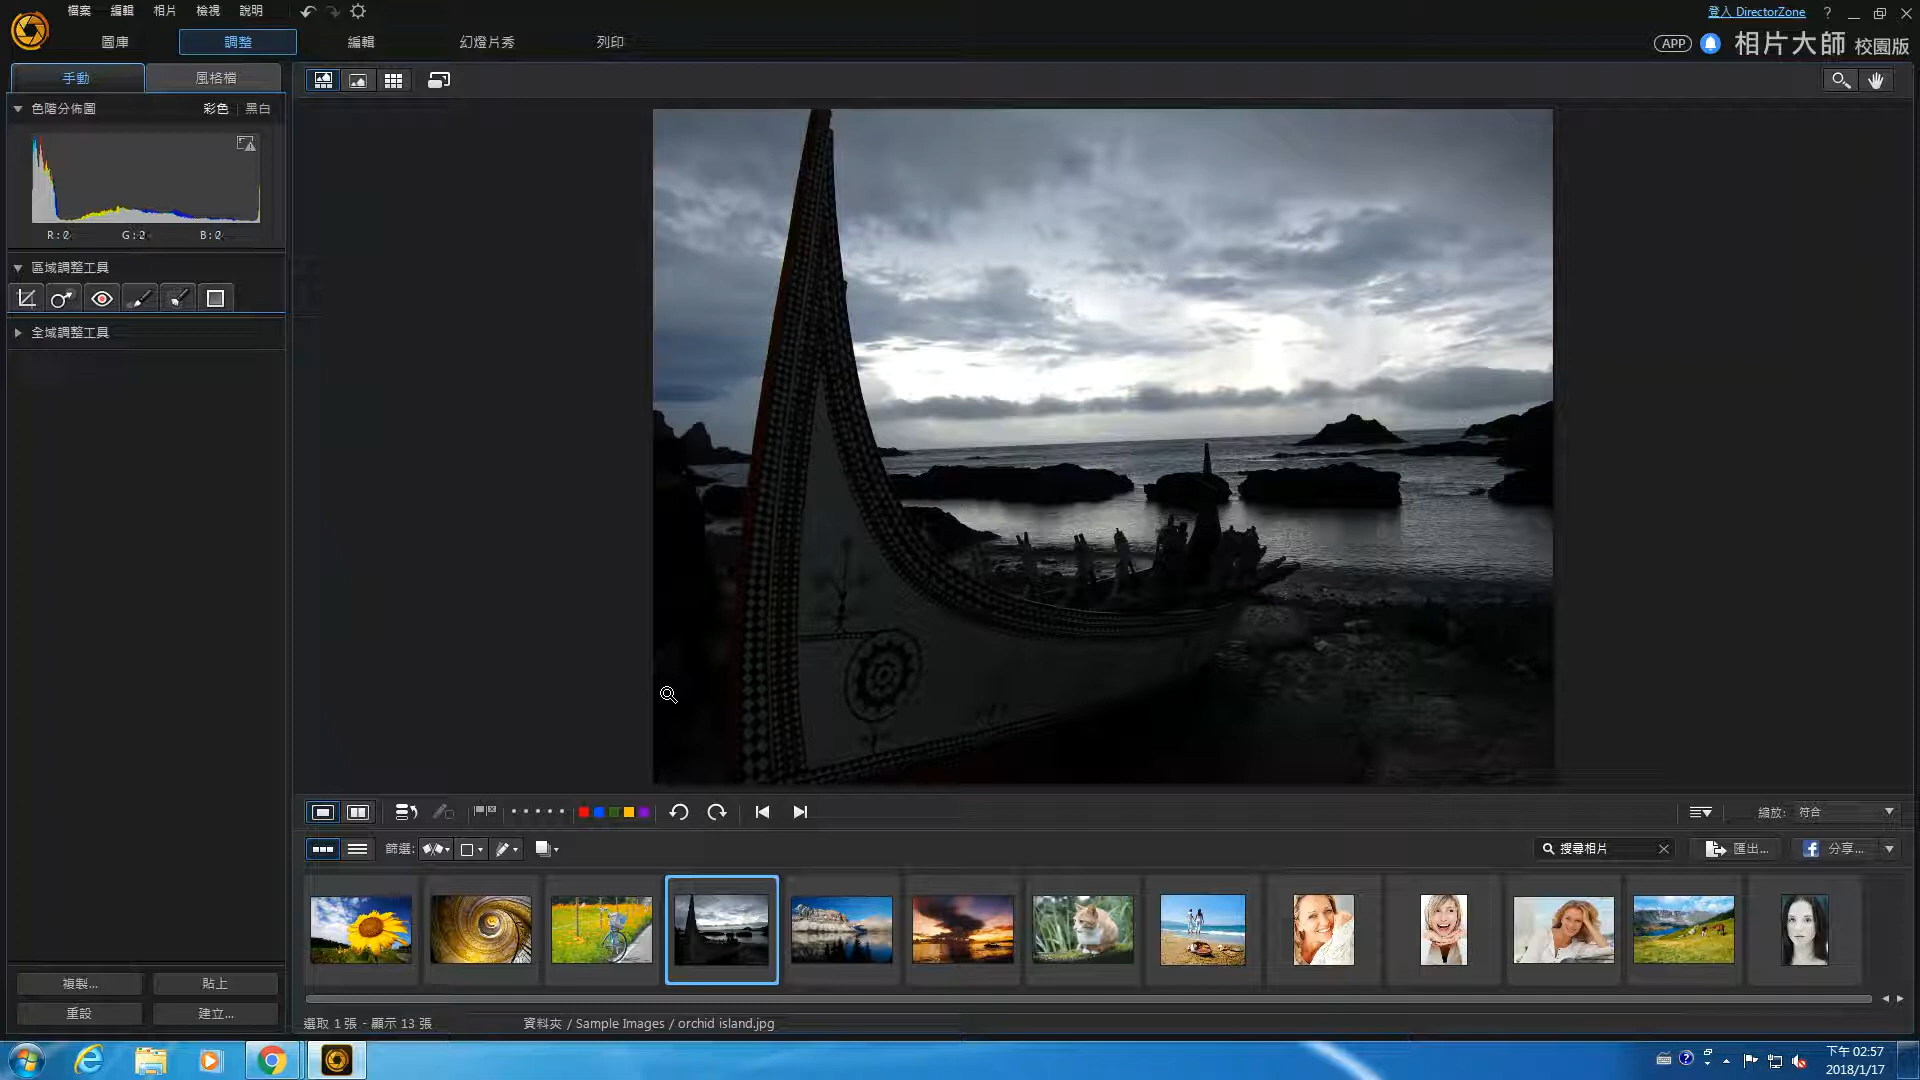 檔案 編輯 相片 檢視 說明
登入 DirectorZone ?
圖庫 調整 編輯 幻燈片秀 列印
APP 相片大師 校園版
手動 風格檔
色階分佈圖 彩色 黑白
R:2 G:2 B:2
區域調整工具
全域調整工具
縮放: 符合
篩選: 搜尋相片 匯出... 分享...
複製... 貼上
重設 建立...
選取 1 張 - 顯示 13 張 資料夾 / Sample Images / orchid island.jpg
下午 02:57
2018/1/17